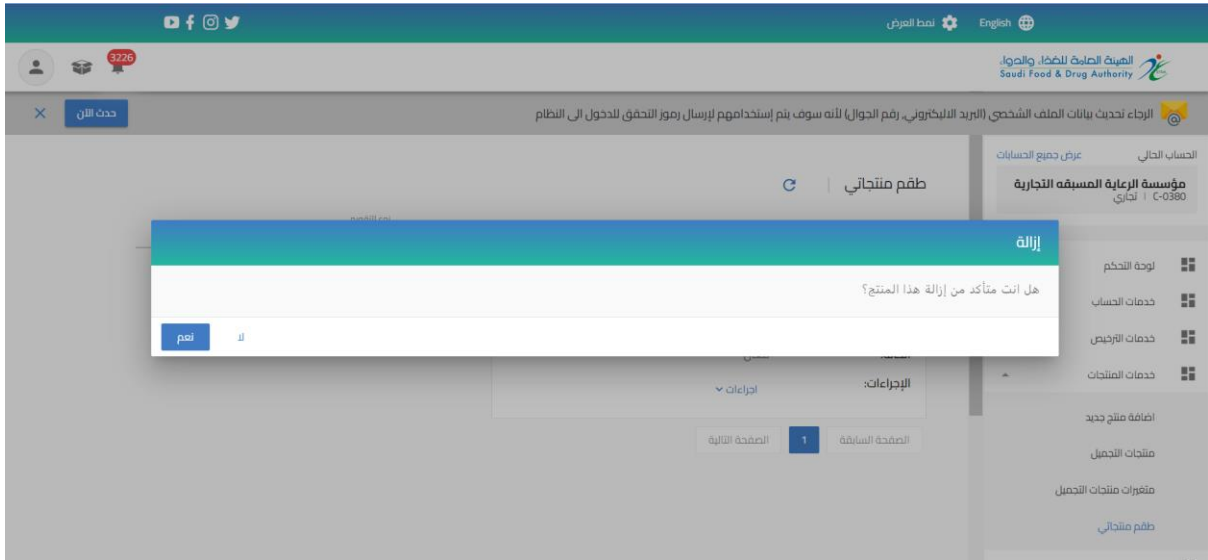 English
نمط العرض
الهيئة العامة للغذاء والدواء
Saudi Food & Drug Authority
3226
الرجاء تحديث بيانات الملف الشخصي (البريد الاليكتروني, رقم الجوال) لأنه سوف يتم إستخدامهم لإرسال رموز التحقق للدخول الى النظام
حدث الآن
الحساب الحالي
عرض جميع الحسابات
مؤسسة الرعاية المسبقه التجارية
C-0380 | تجاري
لوحة التحكم
خدمات الحساب
خدمات الترخيص
خدمات المنتجات
اضافة منتج جديد
منتجات التجميل
متغيرات منتجات التجميل
طقم منتجاتي
طقم منتجاتي
إزالة
هل انت متأكد من إزالة هذا المنتج؟
لا
نعم
الإجراءات:
اجراءات
الصفحة السابقة
1
الصفحة التالية